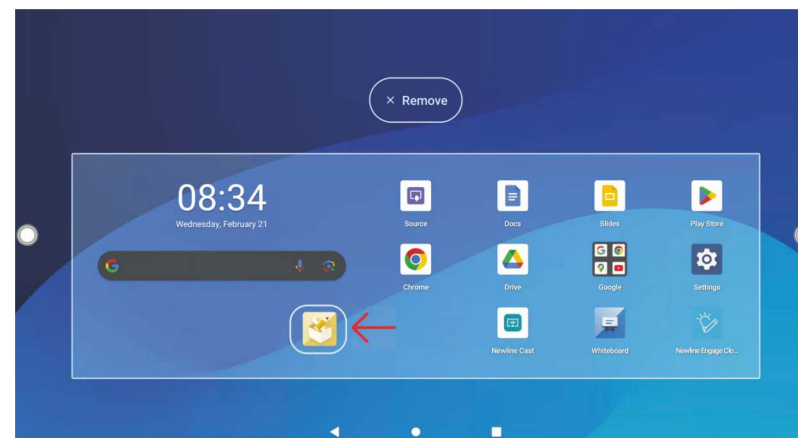 × Remove
08:34
Wednesday, February 21
Source
Docs
Slides
Play Store
Chrome
Drive
Google
Settings
Newline Cast
Whiteboard
Newline Engage Clo...